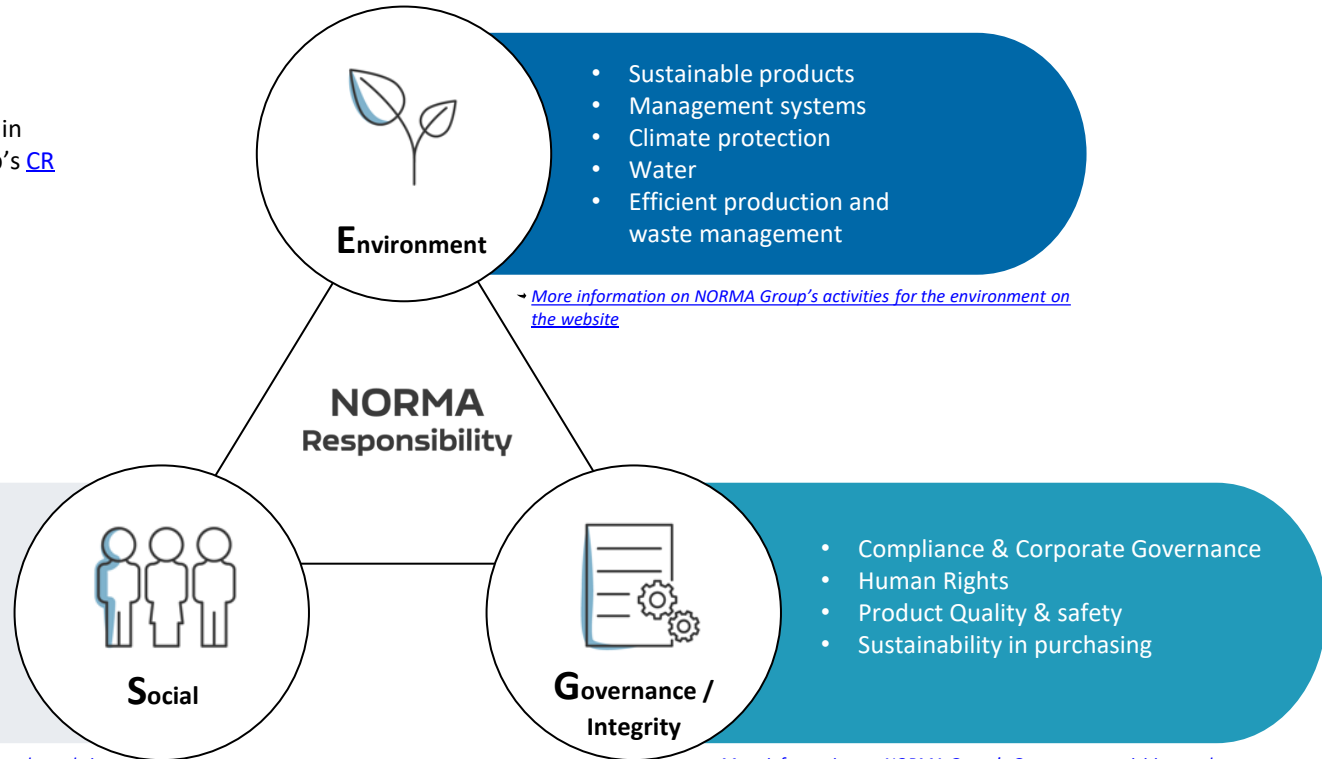 in
’s CR
• Sustainable products
• Management systems
• Climate protection
• Water
• Efficient production and
waste management
Environment
More information on NORMA Group’s activities for the environment on
the website
NORMA
Responsibility
Social
Governance /
Integrity
• Compliance & Corporate Governance
• Human Rights
• Product Quality & safety
• Sustainability in purchasing